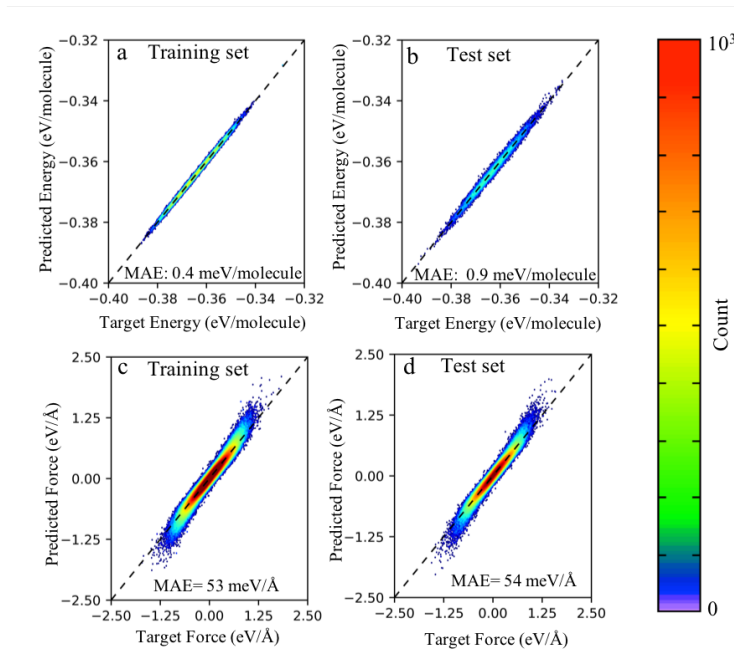 a Training set
Predicted Energy (eV/molecule)
−0.32
−0.34
−0.36
−0.38
−0.40
MAE: 0.4 meV/molecule
−0.40 −0.38 −0.36 −0.34 −0.32
Target Energy (eV/molecule)
b Test set
Predicted Energy (eV/molecule)
−0.32
−0.34
−0.36
−0.38
−0.40
MAE: 0.9 meV/molecule
−0.40 −0.38 −0.36 −0.34 −0.32
Target Energy (eV/molecule)
c Training set
Predicted Force (eV/Å)
2.50
1.25
0.00
−1.25
−2.50
MAE= 53 meV/Å
−2.50 −1.25 0.00 1.25 2.50
Target Force (eV/Å)
d Test set
Predicted Force (eV/Å)
2.50
1.25
0.00
−1.25
−2.50
MAE= 54 meV/Å
−2.50 −1.25 0.00 1.25 2.50
Target Force (eV/Å)
10³
Count
0